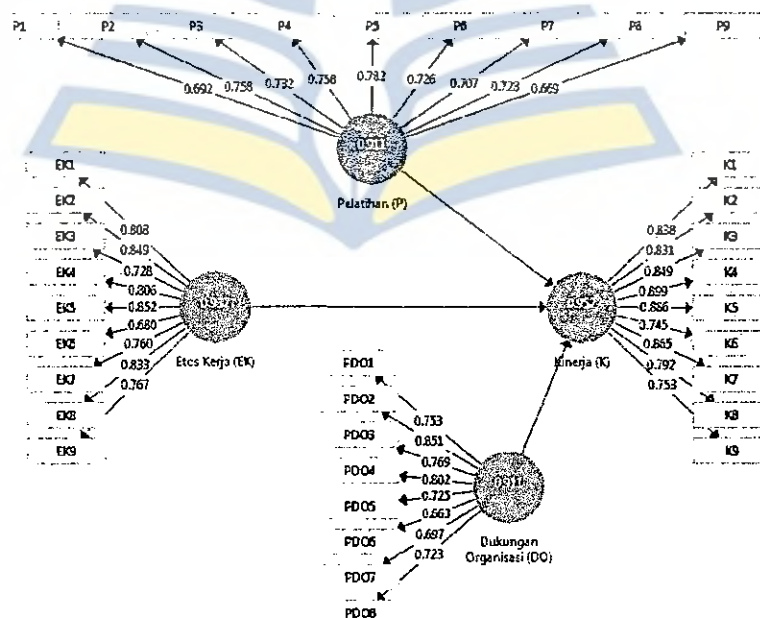 P1 P2 P3 P4 P5 P6 P7 P8 P9
0.692 0.758 0.732 0.758 0.782 0.726 0.707 0.723 0.669
Pelatihan (P)
EK1
EK2
EK3
EK4
EK5
EK6
EK7
EK8
EK9
0.808
0.849
0.728
0.806
0.852
0.680
0.760
0.833
0.767
Etos Kerja (EK)
K1
K2
K3
K4
K5
K6
K7
K8
K9
0.838
0.831
0.849
0.899
0.886
0.745
0.865
0.792
0.753
Kinerja (K)
PDO1
PDO2
PDO3
PDO4
PDO5
PDO6
PDO7
PDO8
0.753
0.851
0.769
0.802
0.725
0.663
0.697
0.723
Dukungan
Organisasi (DO)